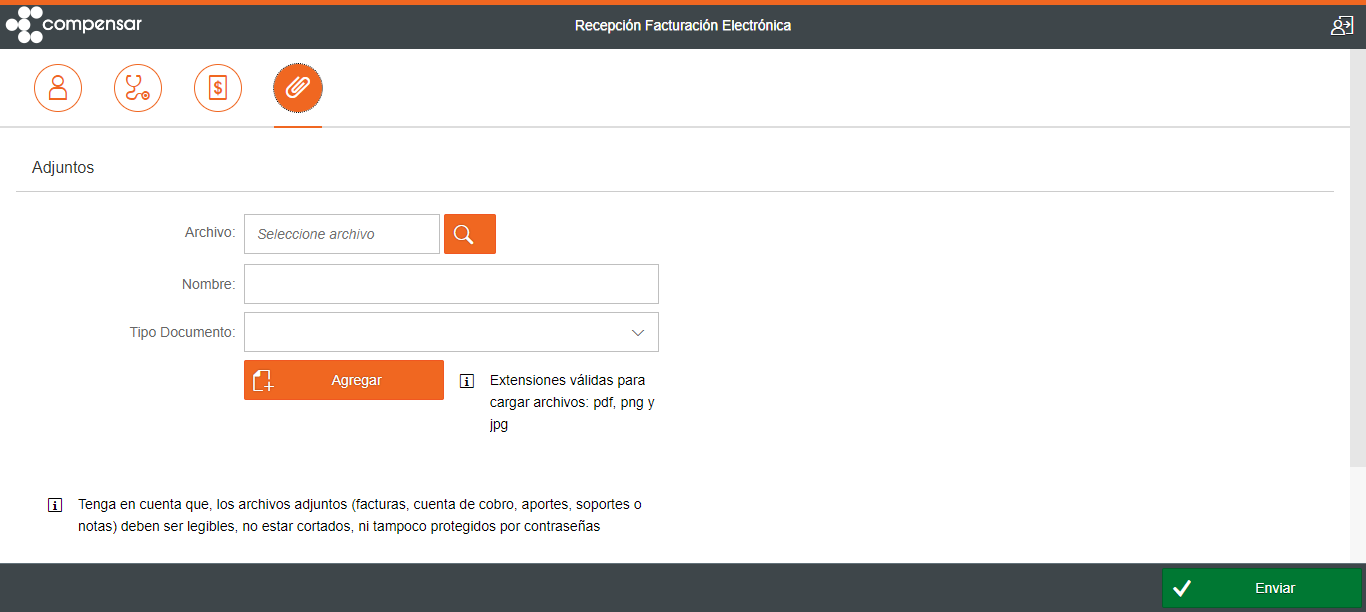 compensar
Recepción Facturación Electrónica
$
Adjuntos
Archivo:
Seleccione archivo
Nombre:
Tipo Documento:
Agregar
Extensiones válidas para
cargar archivos: pdf, png y
jpg
Tenga en cuenta que, los archivos adjuntos (facturas, cuenta de cobro, aportes, soportes o
notas) deben ser legibles, no estar cortados, ni tampoco protegidos por contraseñas
Enviar